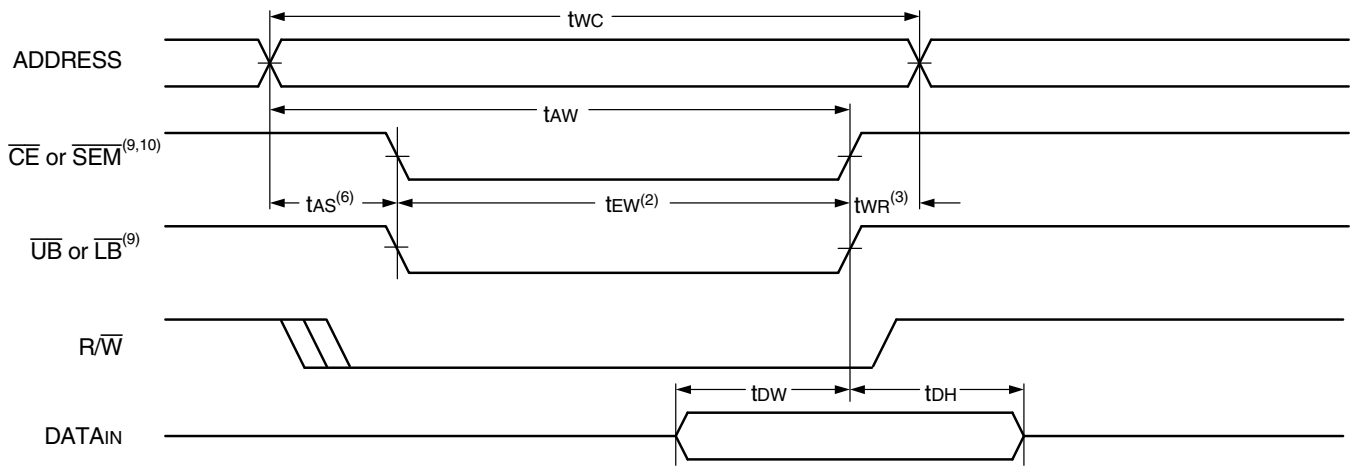 tWC
ADDRESS
tAW
CE or SEM(9,10)
tAS(6)
tEW(2)
tWR(3)
UB or LB(9)
R/W
tDW
tDH
DATAIN